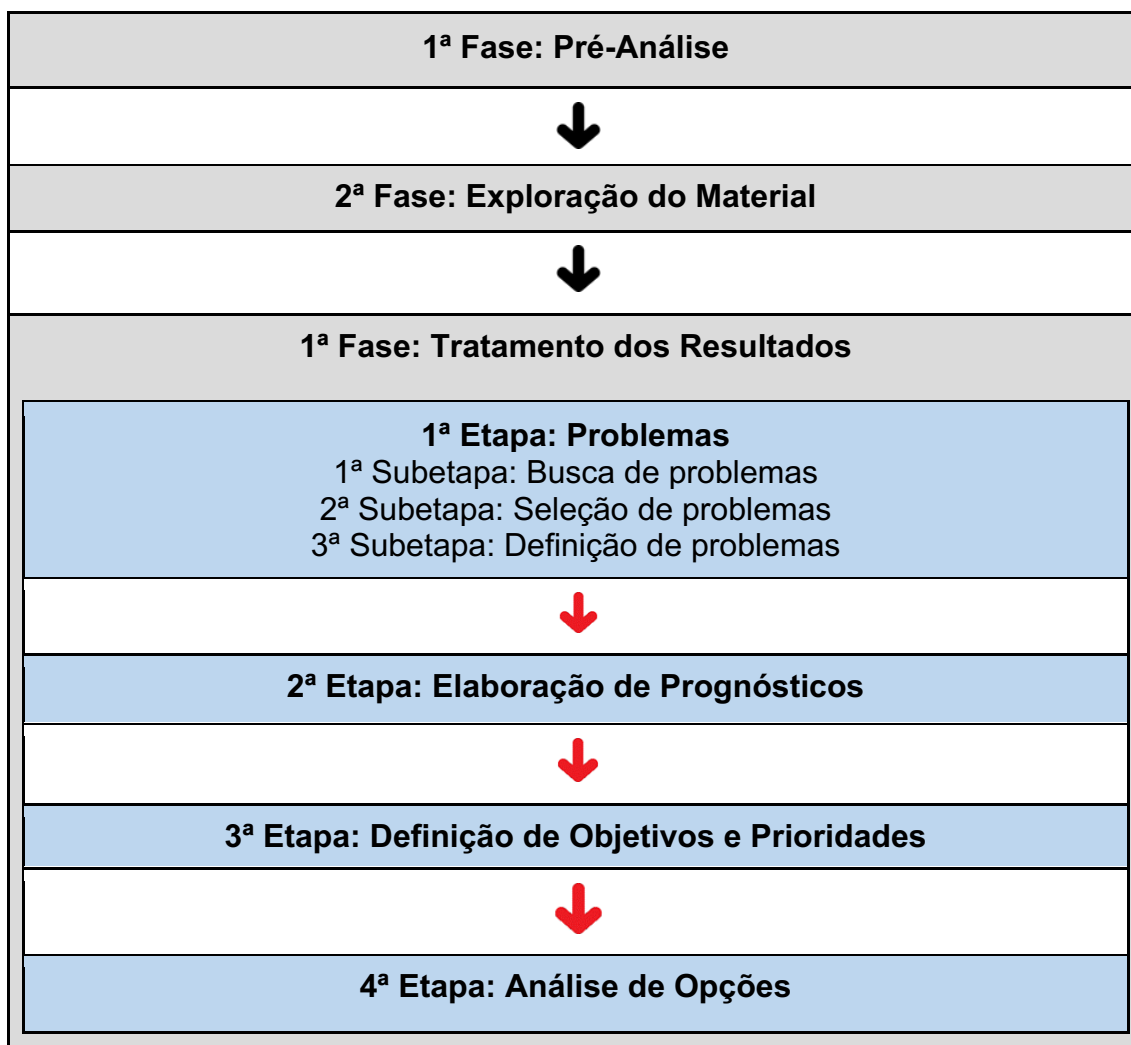 1ª Fase: Pré-Análise
2ª Fase: Exploração do Material
1ª Fase: Tratamento dos Resultados
1ª Etapa: Problemas
1ª Subetapa: Busca de problemas
2ª Subetapa: Seleção de problemas
3ª Subetapa: Definição de problemas
2ª Etapa: Elaboração de Prognósticos
3ª Etapa: Definição de Objetivos e Prioridades
4ª Etapa: Análise de Opções